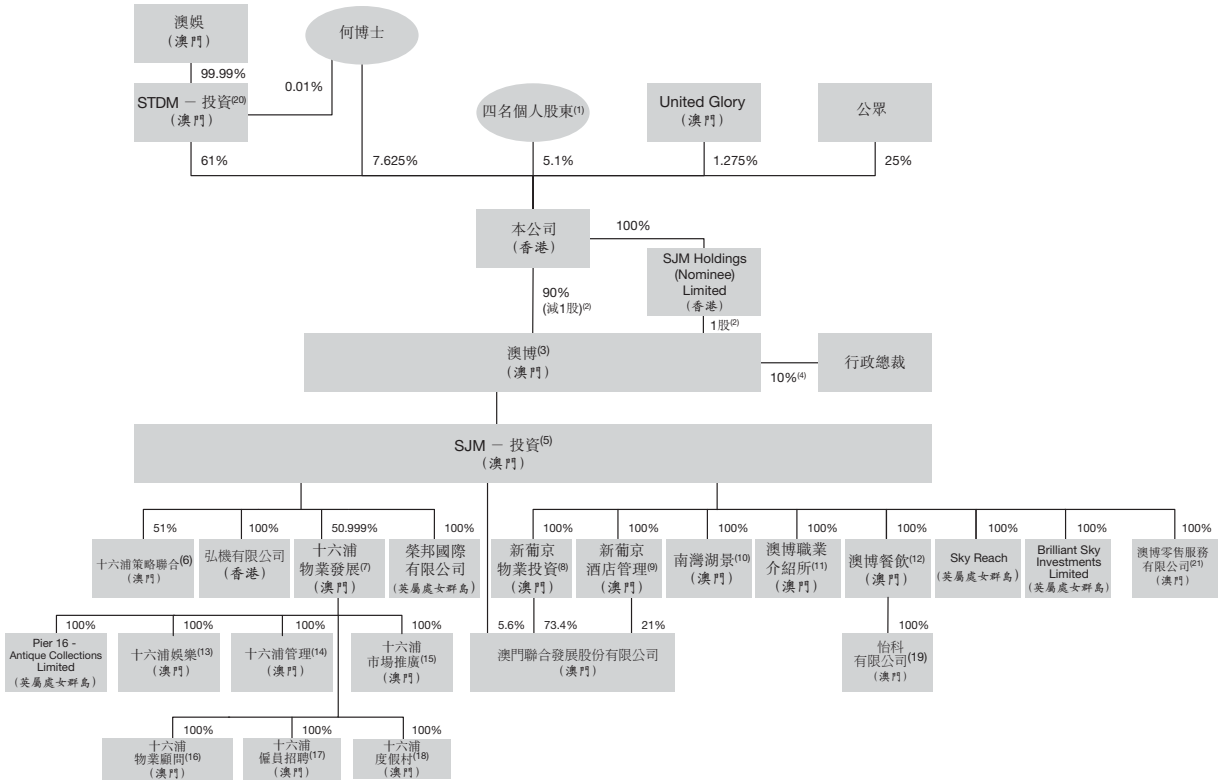 澳娛
(澳門)
何博士
99.99%
0.01%
STDM － 投資(20)
(澳門)
四名個人股東(1)
United Glory
(澳門)
公眾
61%
7.625%
5.1%
1.275%
25%
本公司
(香港)
100%
SJM Holdings
(Nominee)
Limited
(香港)
90%
(減1股)(2)
1股(2)
澳博(3)
(澳門)
10%(4)
行政總裁
SJM － 投資(5)
(澳門)
51%
100%
50.999%
100%
100%
100%
100%
100%
100%
100%
100%
100%
十六浦策略聯合(6)
(澳門)
弘機有限公司
(香港)
十六浦
物業發展(7)
(澳門)
榮邦國際
有限公司
(英屬處女群島)
新葡京
物業投資(8)
(澳門)
新葡京
酒店管理(9)
(澳門)
南灣湖景(10)
(澳門)
澳博職業
介紹所(11)
(澳門)
澳博餐飲(12)
(澳門)
Sky Reach
(英屬處女群島)
Brilliant Sky
Investments
Limited
(英屬處女群島)
澳博零售服務
有限公司(21)
(澳門)
100%
100%
100%
100%
5.6%
73.4%
21%
100%
Pier 16 -
Antique Collections
Limited
(英屬處女群島)
十六浦娛樂(13)
(澳門)
十六浦管理(14)
(澳門)
十六浦
市場推廣(15)
(澳門)
澳門聯合發展股份有限公司
(澳門)
怡科
有限公司(19)
(澳門)
100%
100%
100%
十六浦
物業顧問(16)
(澳門)
十六浦
僱員招聘(17)
(澳門)
十六浦
度假村(18)
(澳門)